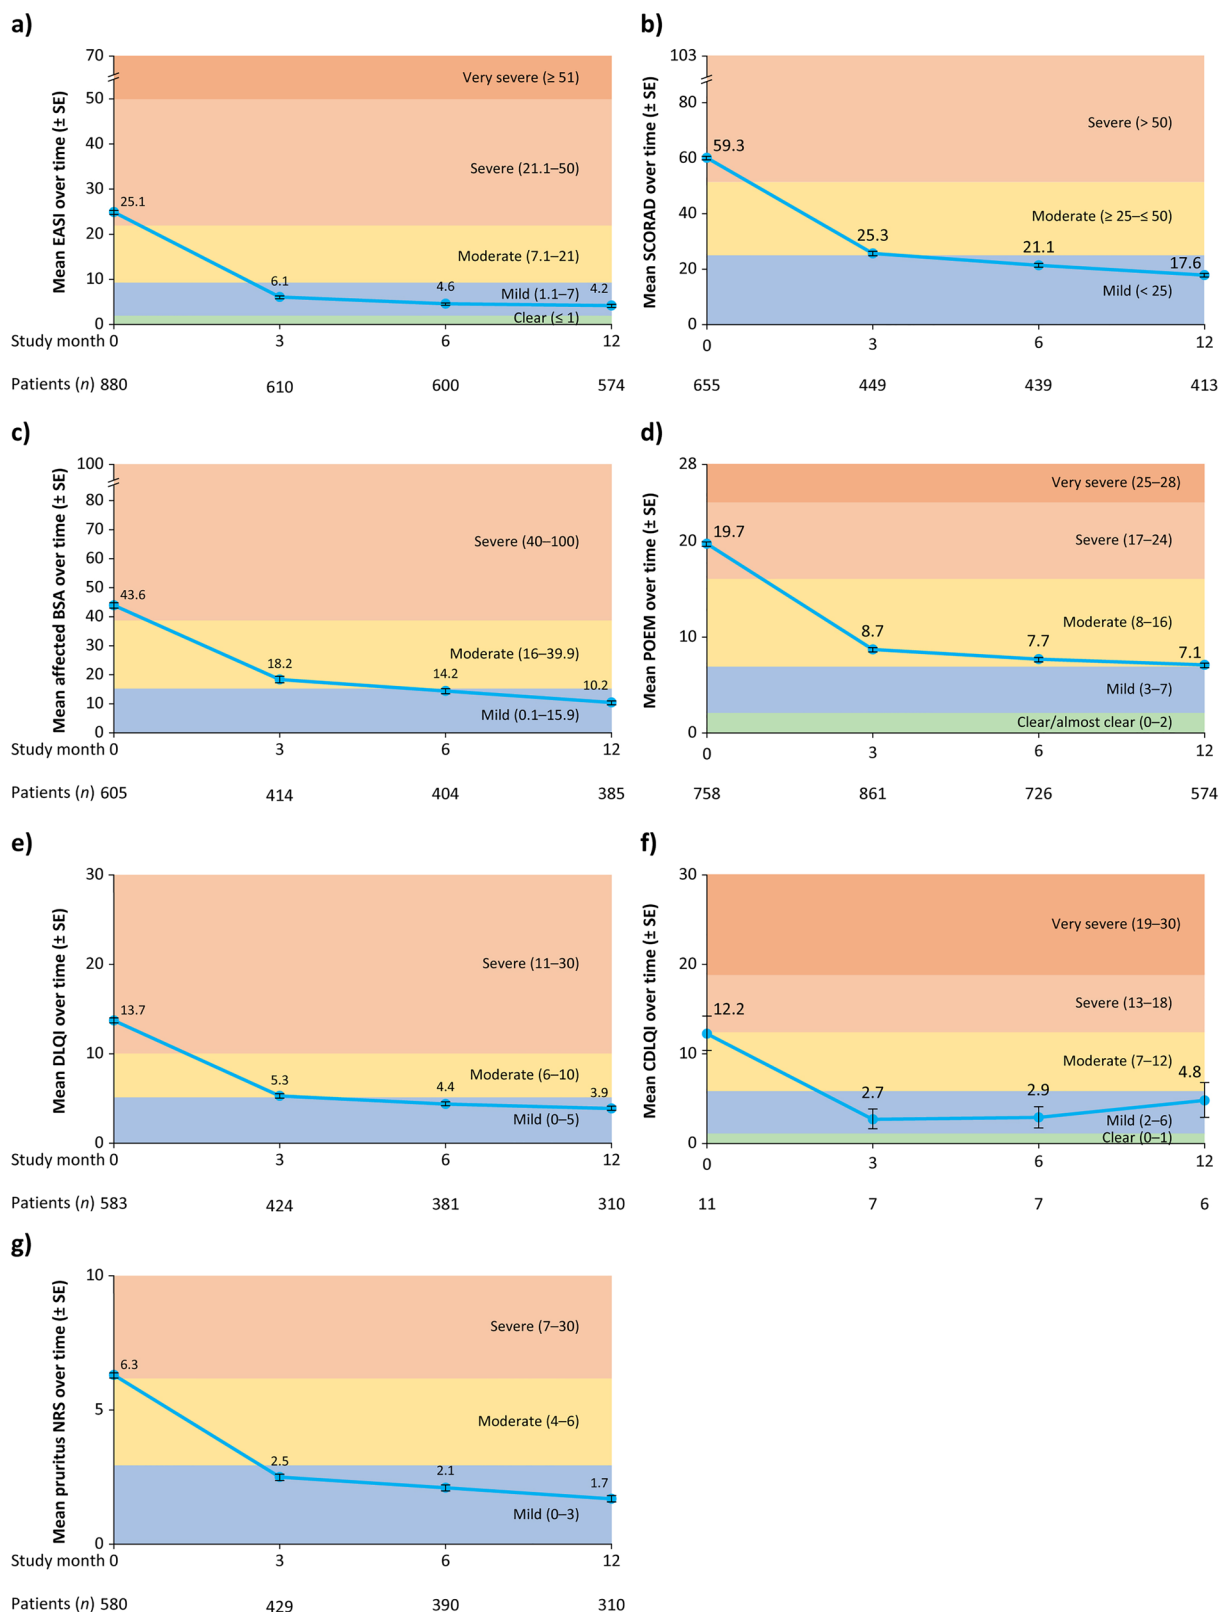 a)
Mean EASI over time (± SE)
70
50
40
30
20
10
0
Very severe (≥ 51)
Severe (21.1–50)
Moderate (7.1–21)
Mild (1.1–7)
Clear (≤ 1)
25.1
6.1
4.6
4.2
Study month 0 3 6 12
Patients (n) 880 610 600 574
b)
Mean SCORAD over time (± SE)
103
80
60
40
20
0
Severe (> 50)
Moderate (≥ 25–≤ 50)
Mild (< 25)
59.3
25.3
21.1
17.6
0 3 6 12
655 449 439 413
c)
Mean affected BSA over time (± SE)
100
80
70
60
50
40
30
20
10
0
Severe (40–100)
Moderate (16–39.9)
Mild (0.1–15.9)
43.6
18.2
14.2
10.2
Study month 0 3 6 12
Patients (n) 605 414 404 385
d)
Mean POEM over time (± SE)
28
20
10
0
Very severe (25–28)
Severe (17–24)
Moderate (8–16)
Mild (3–7)
Clear/almost clear (0–2)
19.7
8.7
7.7
7.1
0 3 6 12
758 861 726 574
e)
Mean DLQI over time (± SE)
30
20
10
0
Severe (11–30)
Moderate (6–10)
Mild (0–5)
13.7
5.3
4.4
3.9
Study month 0 3 6 12
Patients (n) 583 424 381 310
f)
Mean CDLQI over time (± SE)
30
20
10
0
Very severe (19–30)
Severe (13–18)
Moderate (7–12)
Mild (2–6)
Clear (0–1)
12.2
2.7
2.9
4.8
0 3 6 12
11 7 7 6
g)
Mean pruritus NRS over time (± SE)
10
5
0
Severe (7–30)
Moderate (4–6)
Mild (0–3)
6.3
2.5
2.1
1.7
Study month 0 3 6 12
Patients (n) 580 429 390 310